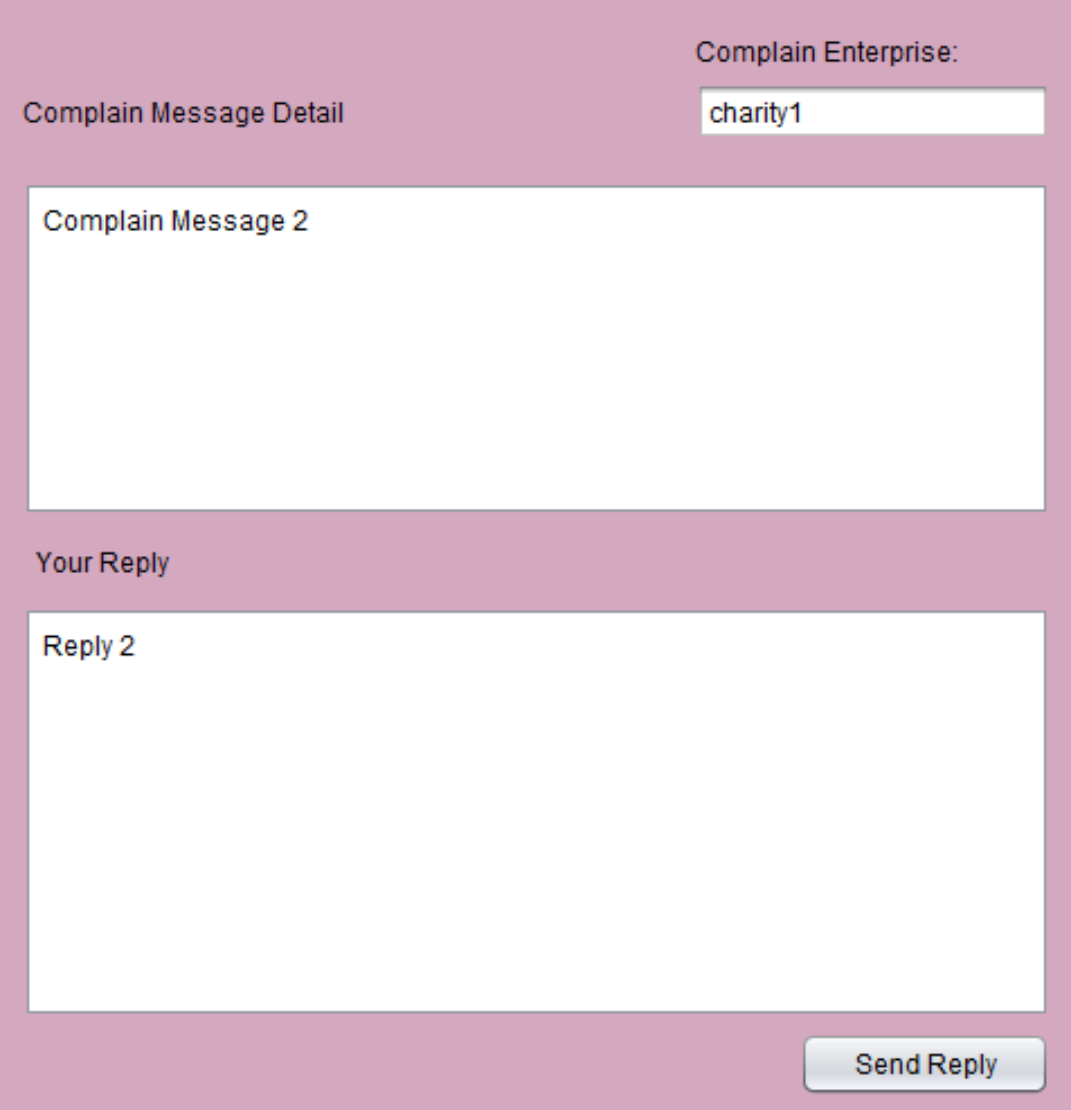 Complain Enterprise:
Complain Message Detail
charity1
Complain Message 2
Your Reply
Reply 2
Send Reply